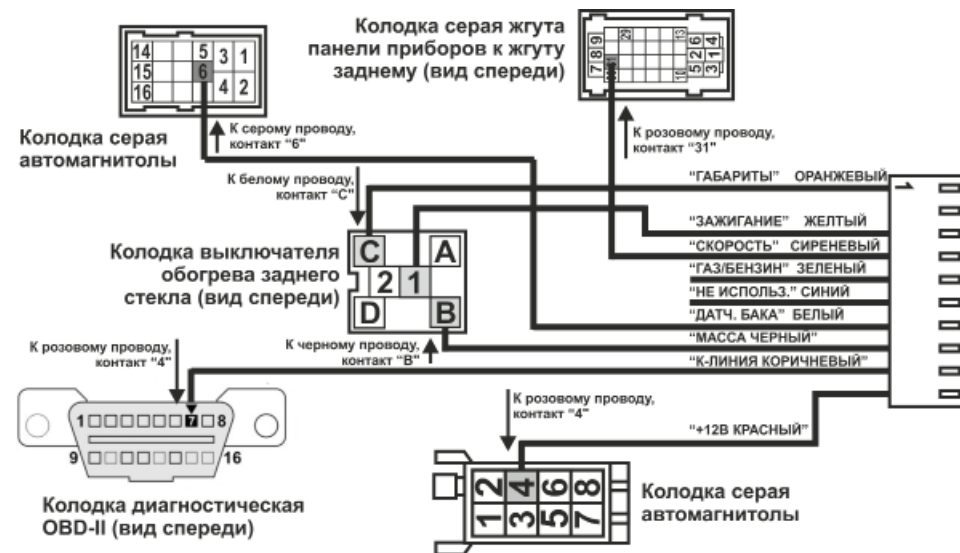 Колодка серая жгута
панели приборов к жгуту
заднему (вид спереди)
14 5 3 1
15 6
16 4 2
8 9 29 13 6 4
7 31 10 5 2 3 1
Колодка серая
автомагнитолы
К серому проводу,
контакт "6"
К розовому проводу,
контакт "31"
К белому проводу,
контакт "C"
"ГАБАРИТЫ" ОРАНЖЕВЫЙ
1
"ЗАЖИГАНИЕ" ЖЕЛТЫЙ
"СКОРОСТЬ" СИРЕНЕВЫЙ
"ГАЗ/БЕНЗИН" ЗЕЛЕНЫЙ
"НЕ ИСПОЛЬЗ." СИНИЙ
"ДАТЧ. БАКА" БЕЛЫЙ
"МАССА ЧЕРНЫЙ"
"К-ЛИНИЯ КОРИЧНЕВЫЙ"
"+12В КРАСНЫЙ"
Колодка выключателя
обогрева заднего
стекла (вид спереди)
C A
2 1
D B
К черному проводу,
контакт "B"
К розовому проводу,
контакт "4"
1 7 8
9 16
Колодка диагностическая
OBD-II (вид спереди)
К розовому проводу,
контакт "4"
2 4 6 8
1 3 5 7
Колодка серая
автомагнитолы